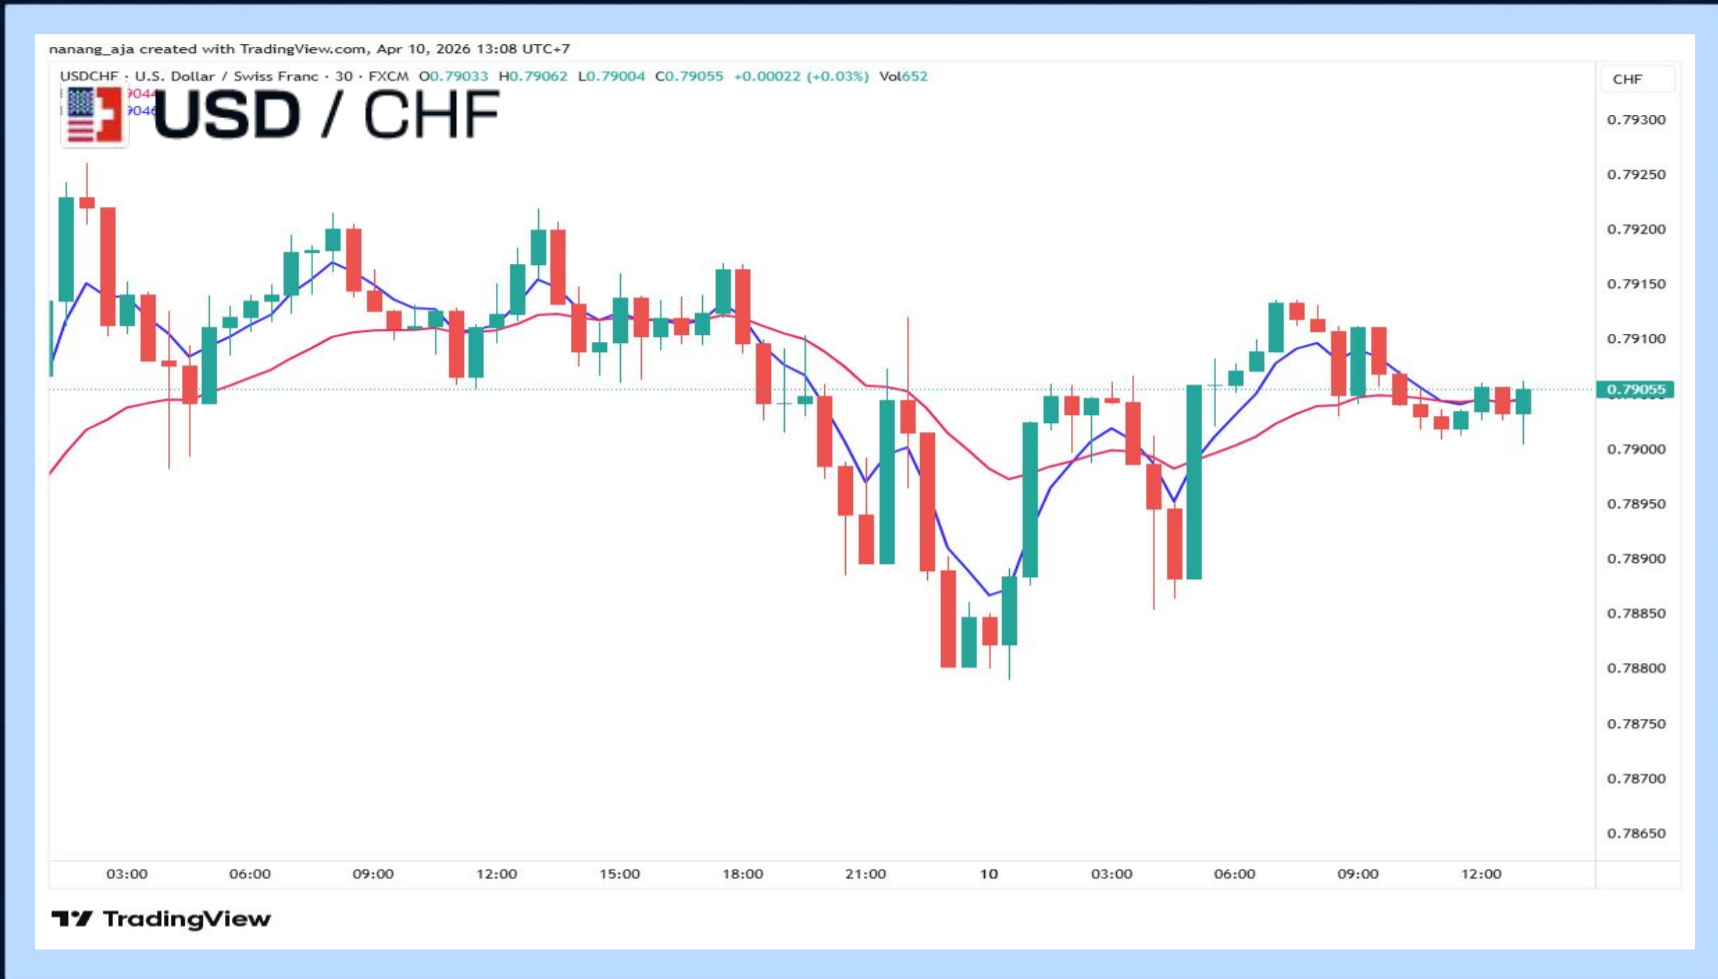 nanang_aja created with TradingView.com, Apr 10, 2026 13:08 UTC+7
USDCHF · U.S. Dollar / Swiss Franc · 30 · FXCM O0.79033 H0.79062 L0.79004 C0.79055 +0.00022 (+0.03%) Vol652
CHF
USD / CHF
0.79300
0.79250
0.79200
0.79150
0.79100
0.79055
0.79000
0.78950
0.78900
0.78850
0.78800
0.78750
0.78700
0.78650
03:00 06:00 09:00 12:00 15:00 18:00 21:00 10 03:00 06:00 09:00 12:00
TradingView